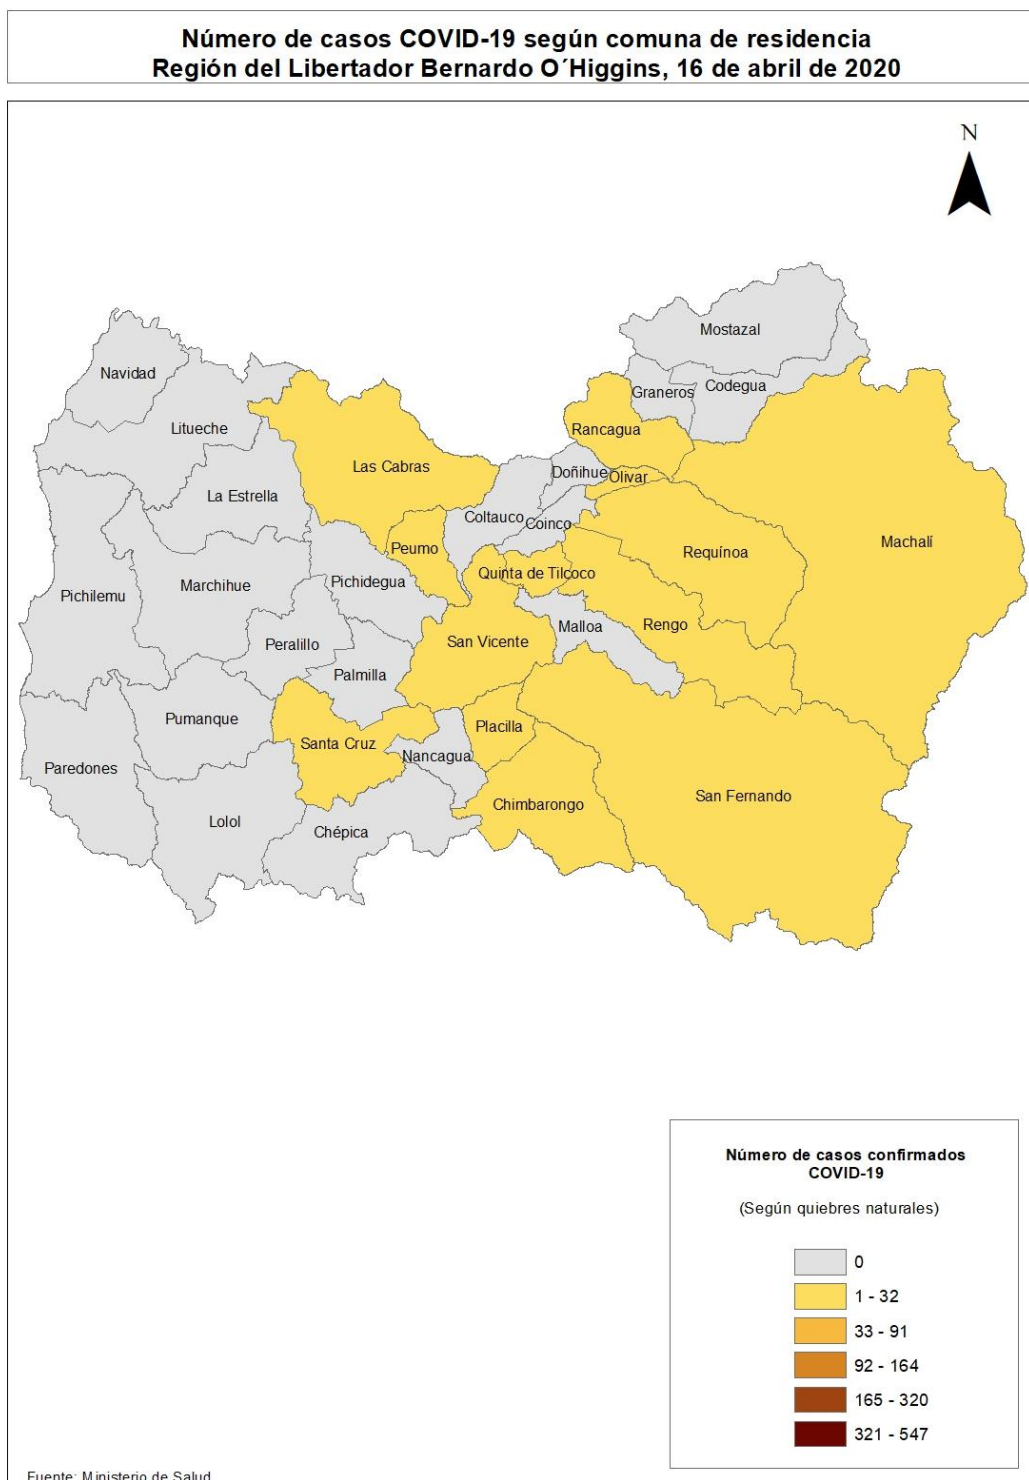 Número de casos COVID-19 según comuna de residencia
Región del Libertador Bernardo O´Higgins, 16 de abril de 2020
N
Mostazal
Navidad
Graneros
Codegua
Litueche
Rancagua
Las Cabras
Doñihue
Olivar
La Estrella
Coltauco
Coinco
Machalí
Peumo
Requínoa
Quinta de Tilcoco
Pichidegua
Marchihue
Pichilemu
Malloa
Rengo
Peralillo
San Vicente
Palmilla
Pumanque
Placilla
Santa Cruz
Nancagua
Paredones
San Fernando
Chimbarongo
Lolol
Chépica
Número de casos confirmados
COVID-19
(Según quiebres naturales)
0
1 - 32
33 - 91
92 - 164
165 - 320
321 - 547
Fuente: Ministerio de Salud